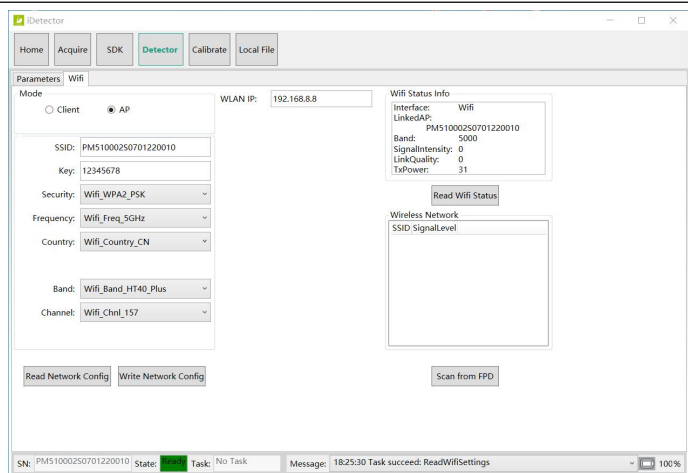 iDetector
Home Acquire SDK Detector Calibrate Local File
Parameters Wifi
Mode
Client AP
WLAN IP: 192.168.8.8
SSID: PM510002S0701220010
Key: 12345678
Security: Wifi_WPA2_PSK
Frequency: Wifi_Freq_5GHz
Country: Wifi_Country_CN
Band: Wifi_Band_HT40_Plus
Channel: Wifi_Chnl_157
Read Network Config Write Network Config
Wifi Status Info
Interface: Wifi
LinkedAP:
PM510002S0701220010
Band: 5000
SignalIntensity: 0
LinkQuality: 0
TxPower: 31
Read Wifi Status
Wireless Network
SSID SignalLevel
Scan from FPD
SN: PM510002S0701220010 State: Ready Task: No Task Message: 18:25:30 Task succeed: ReadWifiSettings 100%